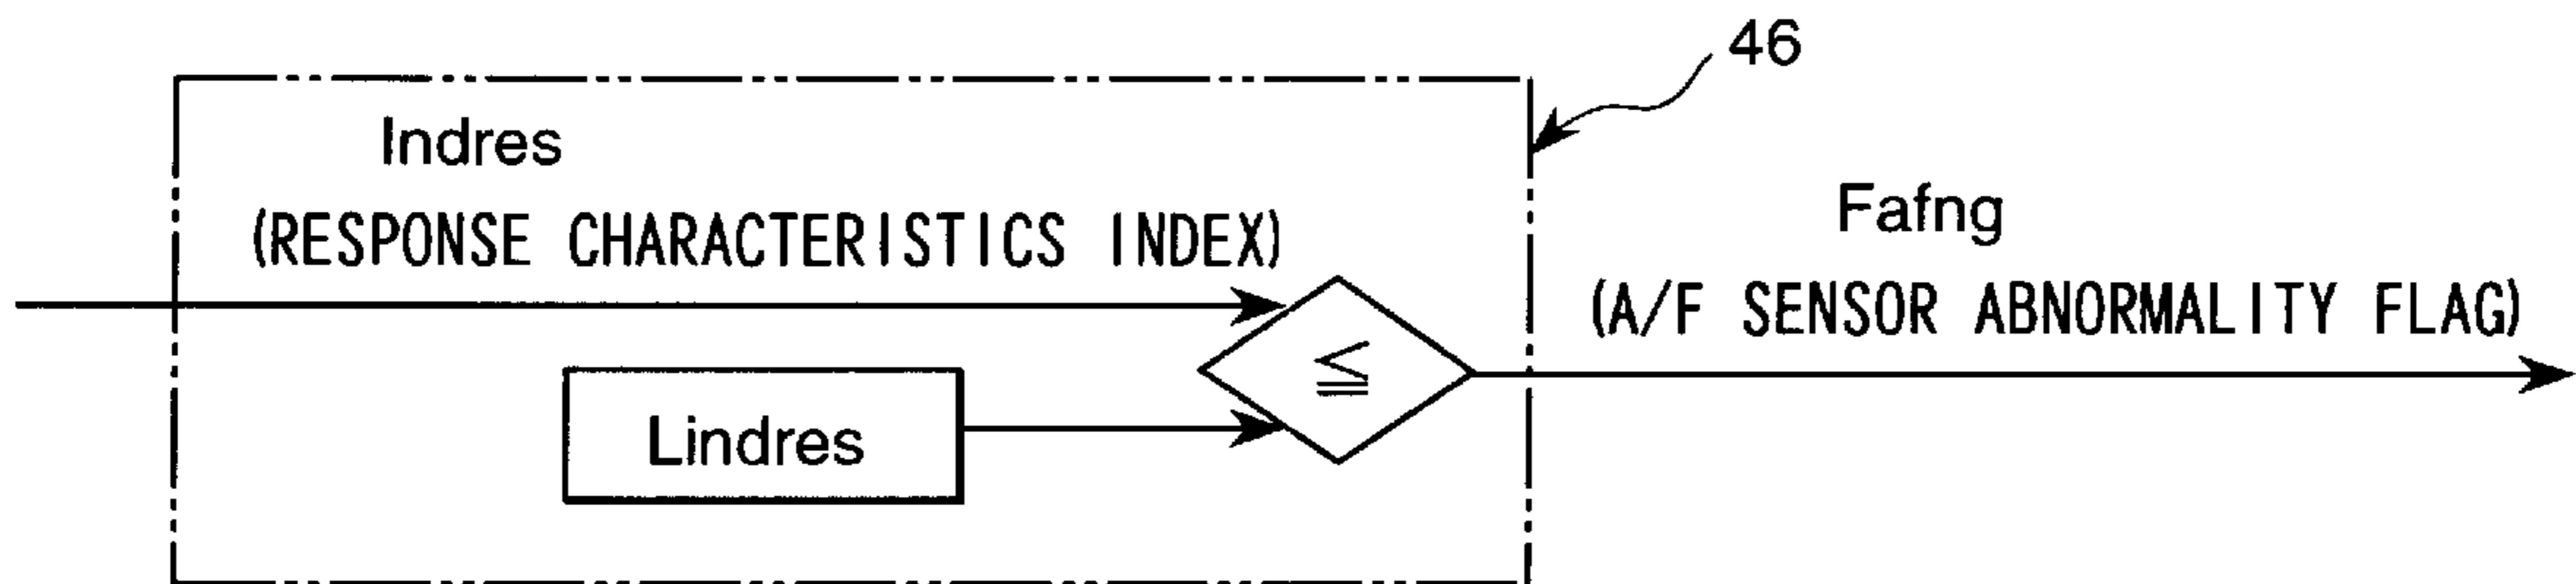 46
Indres
(RESPONSE CHARACTERISTICS INDEX)
Fafng
(A/F SENSOR ABNORMALITY FLAG)
≦
Lindres